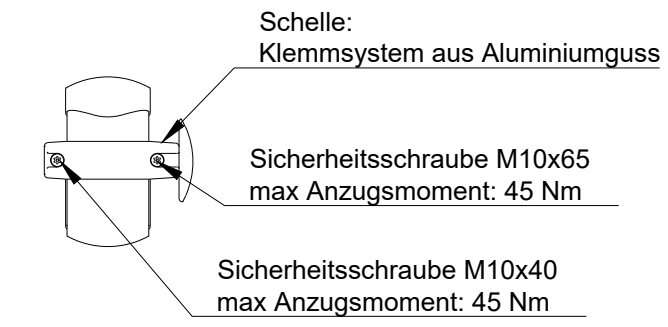 Schelle:
Klemmsystem aus Aluminiumguss
Sicherheitsschraube M10x65
max Anzugsmoment: 45 Nm
Sicherheitsschraube M10x40
max Anzugsmoment: 45 Nm